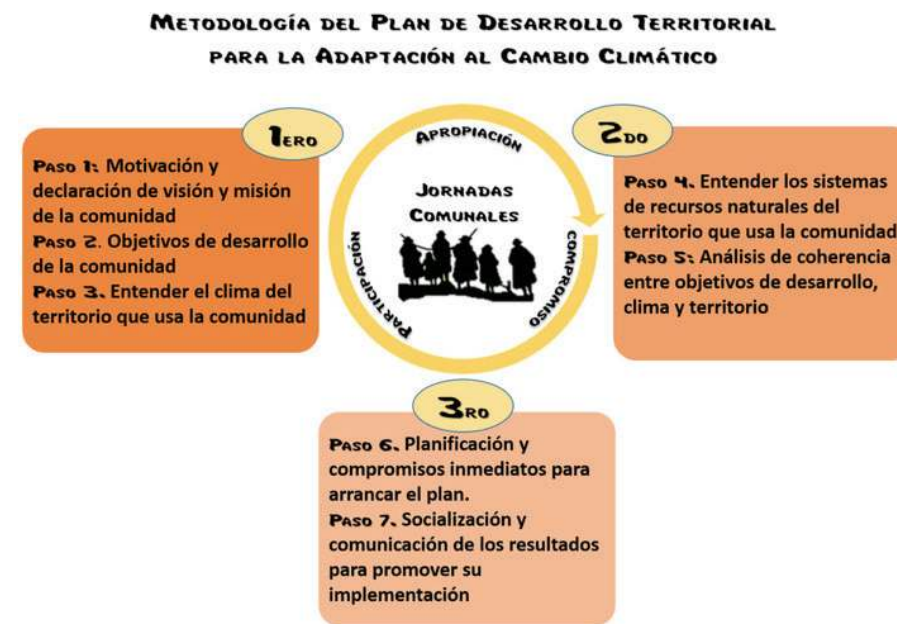 Metodología del Plan de Desarrollo Territorial
para la Adaptación al Cambio Climático
1ero
Paso 1: Motivación y
declaración de visión y misión
de la comunidad
Paso 2. Objetivos de desarrollo
de la comunidad
Paso 3. Entender el clima del
territorio que usa la comunidad
Apropiación
Jornadas
Comunales
Participación
Compromiso
2do
Paso 4. Entender los sistemas
de recursos naturales del
territorio que usa la comunidad
Paso 5: Análisis de coherencia
entre objetivos de desarrollo,
clima y territorio
3ro
Paso 6. Planificación y
compromisos inmediatos para
arrancar el plan.
Paso 7. Socialización y
comunicación de los resultados
para promover su
implementación